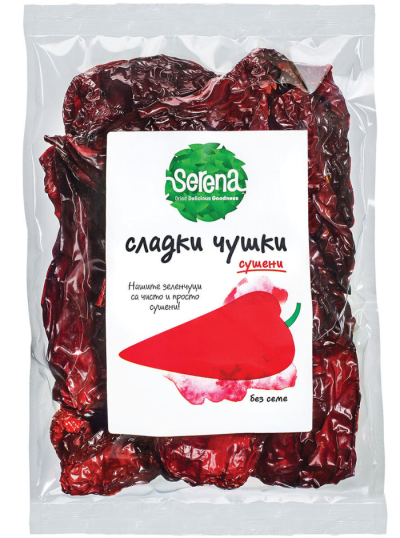 Serena
Dried Delicious Goodness
сладки чушки
сушени
Нашите зеленчуци
са чисто и просто
сушени!
без семе